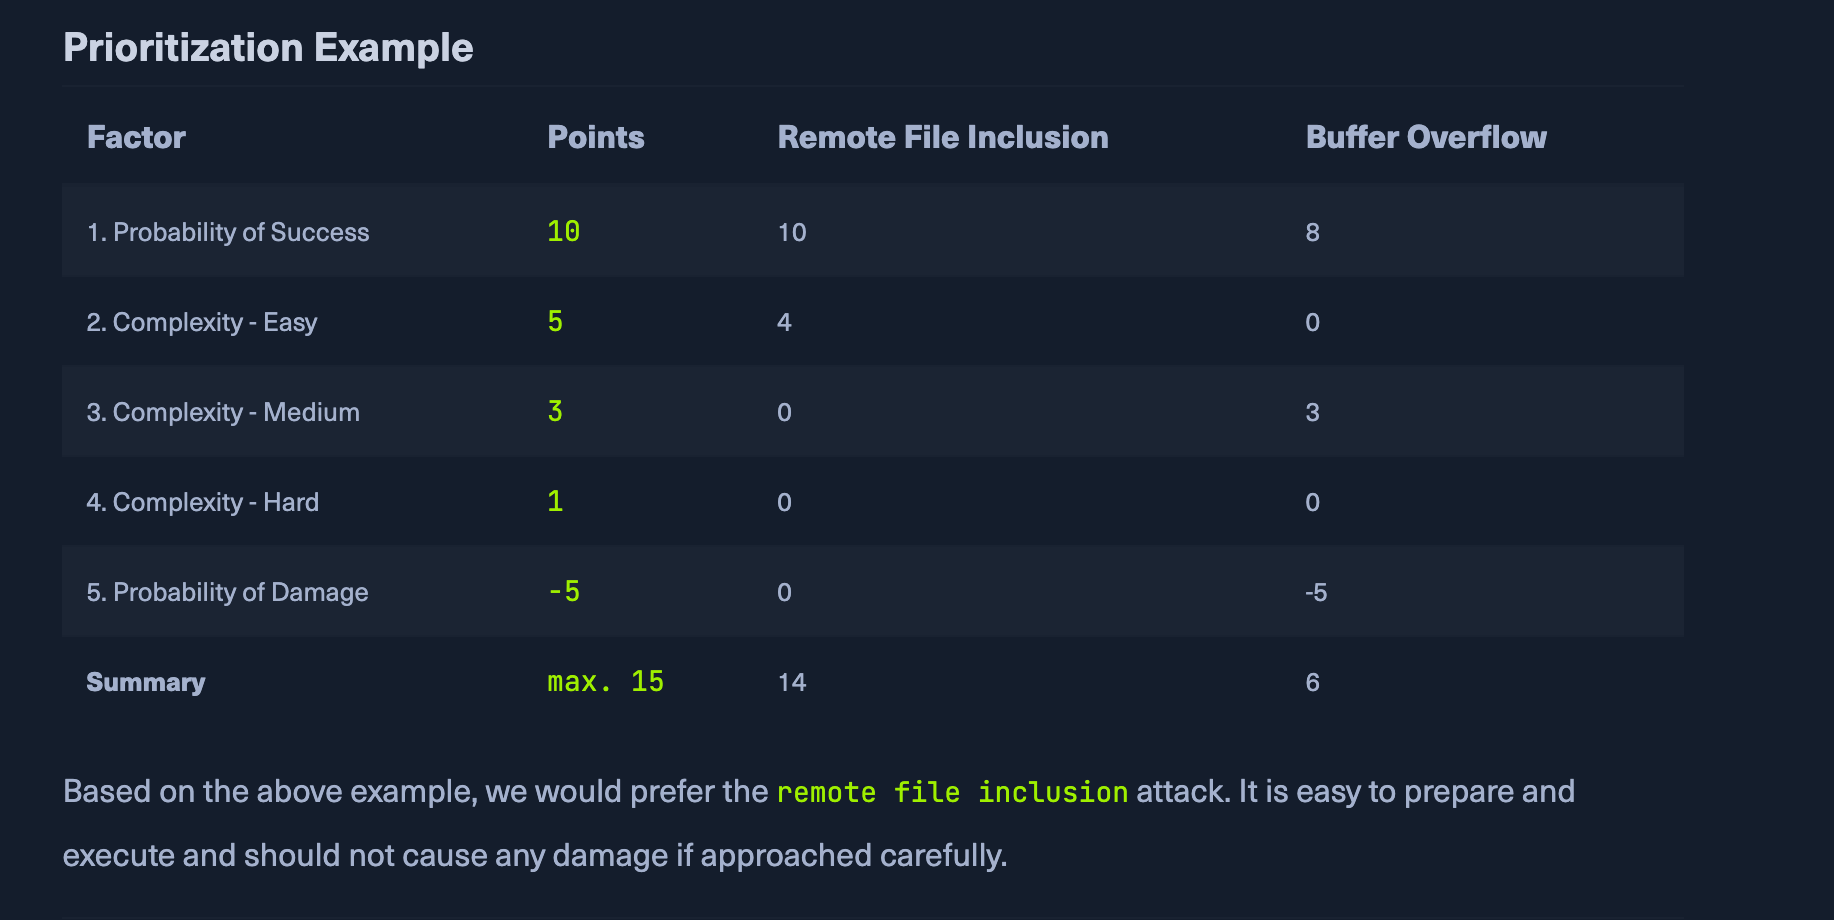 Prioritization Example
Factor Points Remote File Inclusion Buffer Overflow
1. Probability of Success 10 10 8
2. Complexity - Easy 5 4 0
3. Complexity - Medium 3 0 3
4. Complexity - Hard 1 0 0
5. Probability of Damage -5 0 -5
Summary max. 15 14 6
Based on the above example, we would prefer the remote file inclusion attack. It is easy to prepare and
execute and should not cause any damage if approached carefully.